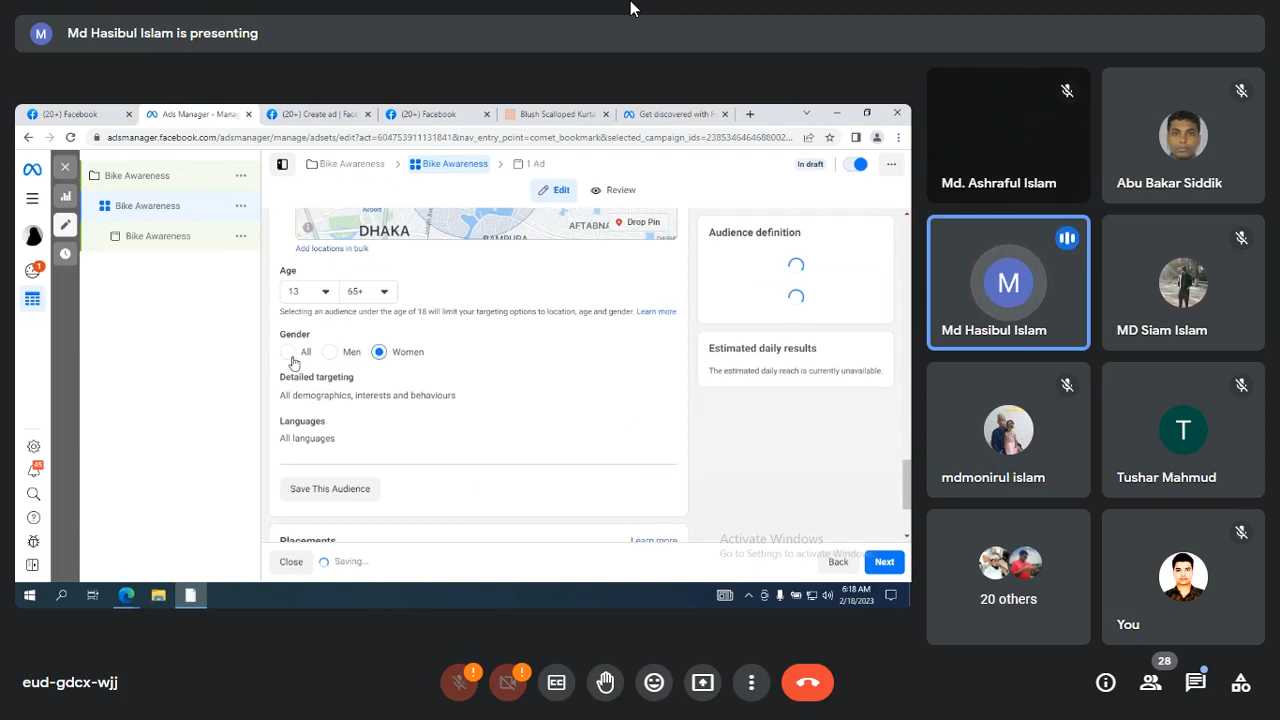 M Md Hasibul Islam is presenting
(20+) Facebook
Ads Manager - Mana
(20+) Create ad | Face
(20+) Facebook
Blush Scalloped Kurta
Get discovered with F
adsmanager.facebook.com/adsmanager/manage/adsets/edit?act=604753911131841&nav_entry_point=comet_bookmark&selected_campaign_ids=23853464646880 02...
Bike Awareness
Bike Awareness
Bike Awareness
Bike Awareness
Bike Awareness
1 Ad
In draft
Edit
Review
Airport
DHAKA
AFTABNA
RAMPURA
Drop Pin
Add locations in bulk
Age
13
65+
Selecting an audience under the age of 18 will limit your targeting options to location, age and gender. Learn more
Gender
All
Men
Women
Detailed targeting
All demographics, interests and behaviours
Languages
All languages
Save This Audience
Placements
Learn more
Close
Saving...
Back
Next
Audience definition
Estimated daily results
The estimated daily reach is currently unavailable.
Activate Windows
Go to Settings to activate Windows.
1
45
6:18 AM
2/18/2023
Md. Ashraful Islam
Abu Bakar Siddik
M
Md Hasibul Islam
MD Siam Islam
mdmonirul islam
T
Tushar Mahmud
20 others
You
eud-gdcx-wjj
CC
28